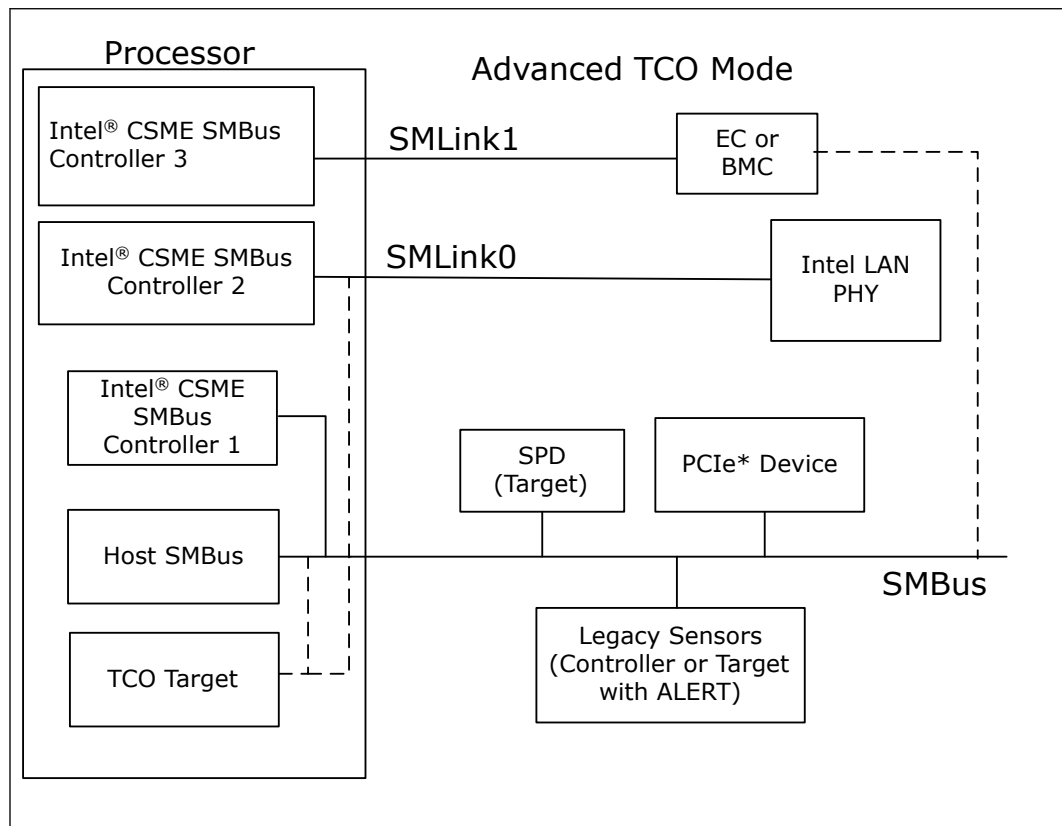 Processor
Advanced TCO Mode
Intel® CSME SMBus
Controller 3
SMLink1
EC or
BMC
Intel® CSME SMBus
Controller 2
SMLink0
Intel LAN
PHY
Intel® CSME
SMBus
Controller 1
SPD
(Target)
PCIe* Device
Host SMBus
SMBus
TCO Target
Legacy Sensors
(Controller or Target
with ALERT)